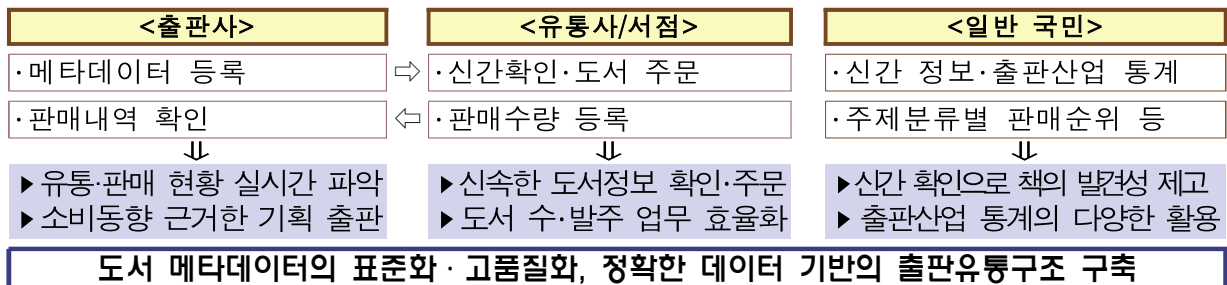 <출판사>
·메타데이터 등록
·판매내역 확인
⇓
▶유통·판매 현황 실시간 파악
▶소비동향 근거한 기획 출판
⇨
⇦
<유통사/서점>
·신간확인·도서 주문
·판매수량 등록
⇓
▶신속한 도서정보 확인·주문
▶도서 수·발주 업무 효율화
<일반 국민>
·신간 정보·출판산업 통계
·주제분류별 판매순위 등
⇓
▶신간 확인으로 책의 발견성 제고
▶출판산업 통계의 다양한 활용
도서 메타데이터의 표준화·고품질화, 정확한 데이터 기반의 출판유통구조 구축